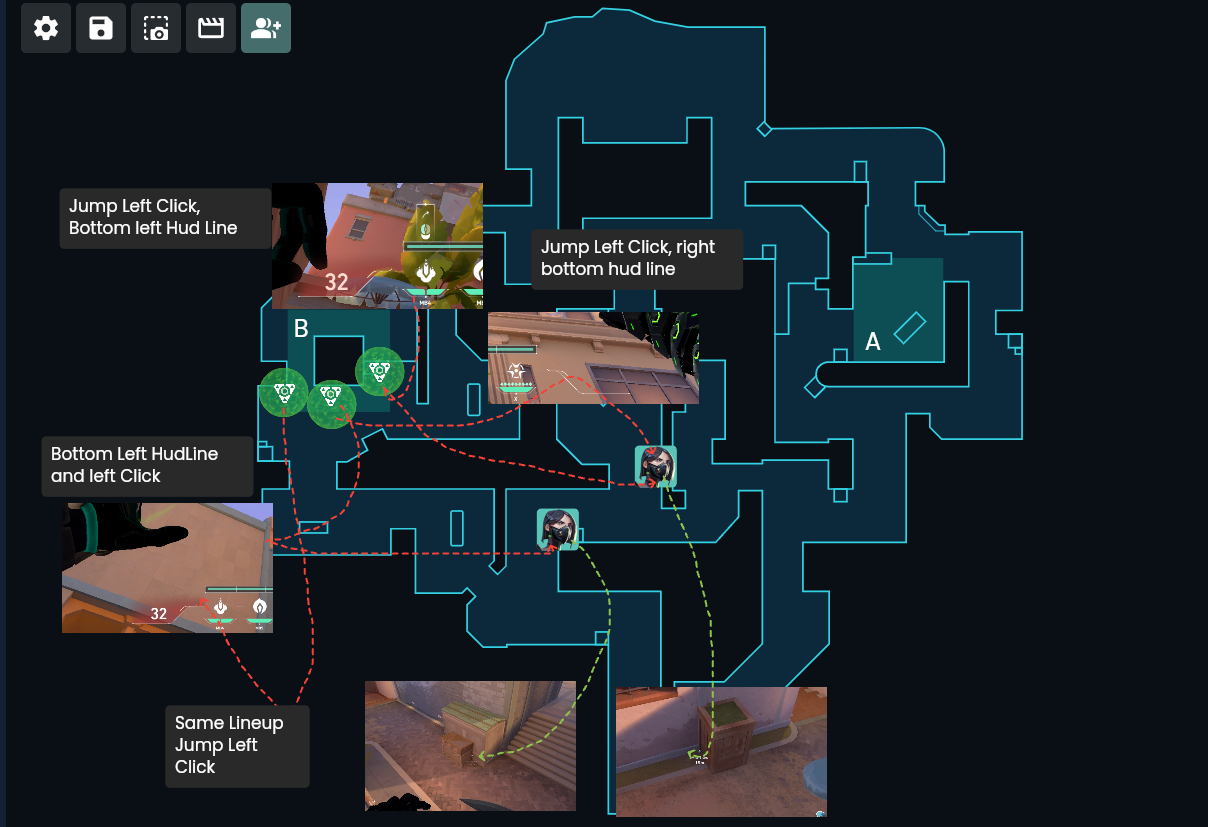 Jump Left Click,
Bottom left Hud Line
32
Jump Left Click, right
bottom hud line
B
A
Bottom Left HudLine
and left Click
32
Same Lineup
Jump Left
Click